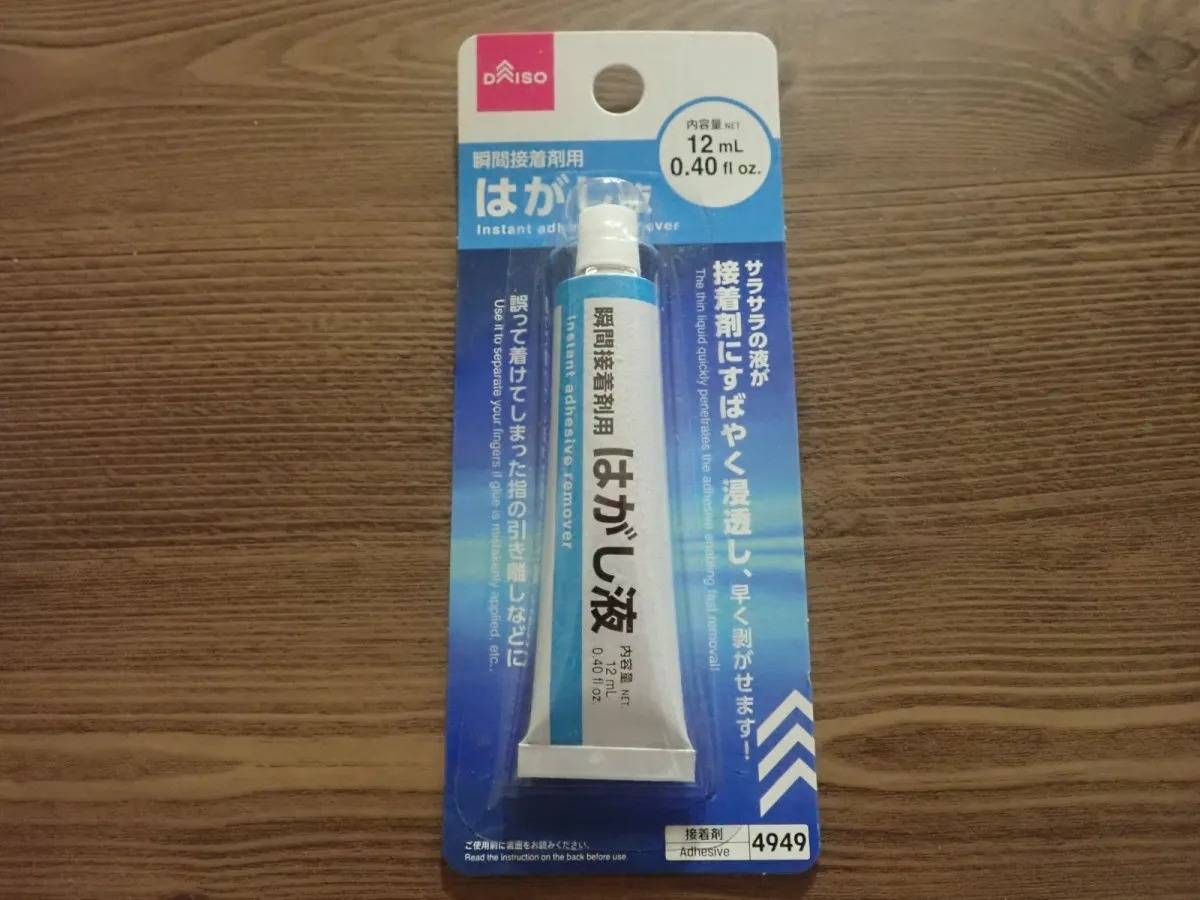 DAISO
内容量 NET
12 mL
0.40 fl oz.
瞬間接着剤用
はがし液
Instant adhesive remover
サラサラの液が
接着剤にすばやく浸透し、早く剥がせます！
The thin liquid quickly penetrates the adhesive enabling fast removal!
瞬間接着剤用 はがし液
Instant adhesive remover
内容量 NET.
12 mL
0.40 fl oz.
誤って着けてしまった指の引き離しなどに
Use it to separate your fingers if glue is mistakenly applied, etc..
ご使用前に裏面をお読みください。
Read the instruction on the back before use.
接着剤
Adhesive
4949